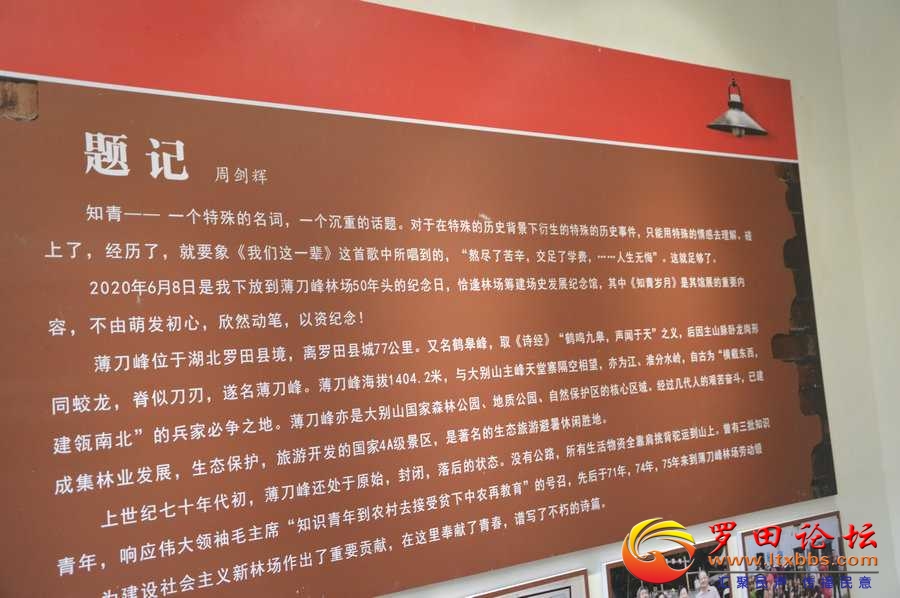 题记 周剑辉
知青—— 一个特殊的名词，一个沉重的话题。对于在特殊的历史背景下衍生的特殊的历史事件，只能用特殊的情感去理解。碰
上了，经历了，就要象《我们这一辈》这首歌中所唱到的，“熬尽了苦辛，交足了学费，……人生无悔”。这就足够了。
2020年6月8日是我下放到薄刀峰林场50年头的纪念日，恰逢林场筹建场史发展纪念馆，其中《知青岁月》是其馆展的重要内
容，不由萌发初心，欣然动笔，以资纪念！
薄刀峰位于湖北罗田县境，离罗田县城77公里。又名鹤皋峰，取《诗经》“鹤鸣九皋，声闻于天”之义，后因主山脉卧龙岗形
同蛟龙，脊似刀刃，遂名薄刀峰。薄刀峰海拔1404.2米，与大别山主峰天堂寨隔空相望，亦为江、淮分水岭，自古为“横截东西，
建瓴南北”的兵家必争之地。薄刀峰亦是大别山国家森林公园、地质公园、自然保护区的核心区域。经过几代人的艰苦奋斗，已建
成集林业发展，生态保护，旅游开发的国家4A级景区，是著名的生态旅游避暑休闲胜地。
上世纪七十年代初，薄刀峰还处于原始，封闭，落后的状态。没有公路，所有生活物资全靠肩挑背驼运到山上。曾有三批知识
青年，响应伟大领袖毛主席“知识青年到农村去接受贫下中农再教育”的号召，先后于71年，74年，75年来到薄刀峰林场劳动锻
为建设社会主义新林场作出了重要贡献，在这里奉献了青春，谱写了不朽的诗篇。
罗田论坛
www.ltxbbs.com
汇聚民声 传播民意